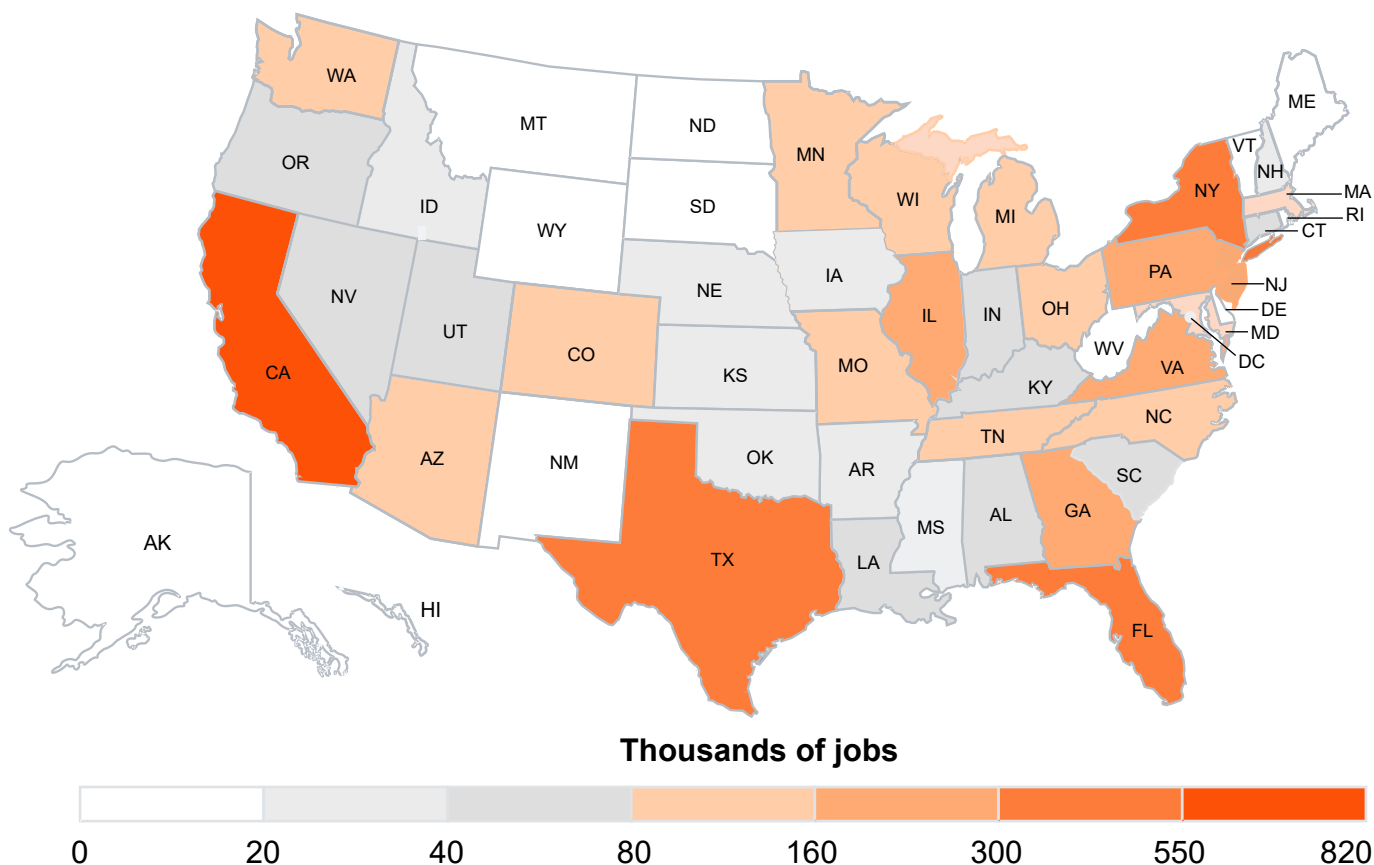 WA
MT
ND
MN
ME
VT
NH
OR
ID
SD
WI
MI
NY
MA
RI
CT
WY
IA
PA
NJ
NV
NE
IL
IN
OH
DE
MD
UT
CO
WV
DC
CA
KS
MO
KY
VA
NC
TN
AZ
NM
OK
AR
SC
MS
AL
GA
AK
TX
LA
HI
FL
Thousands of jobs
0 20 40 80 160 300 550 820